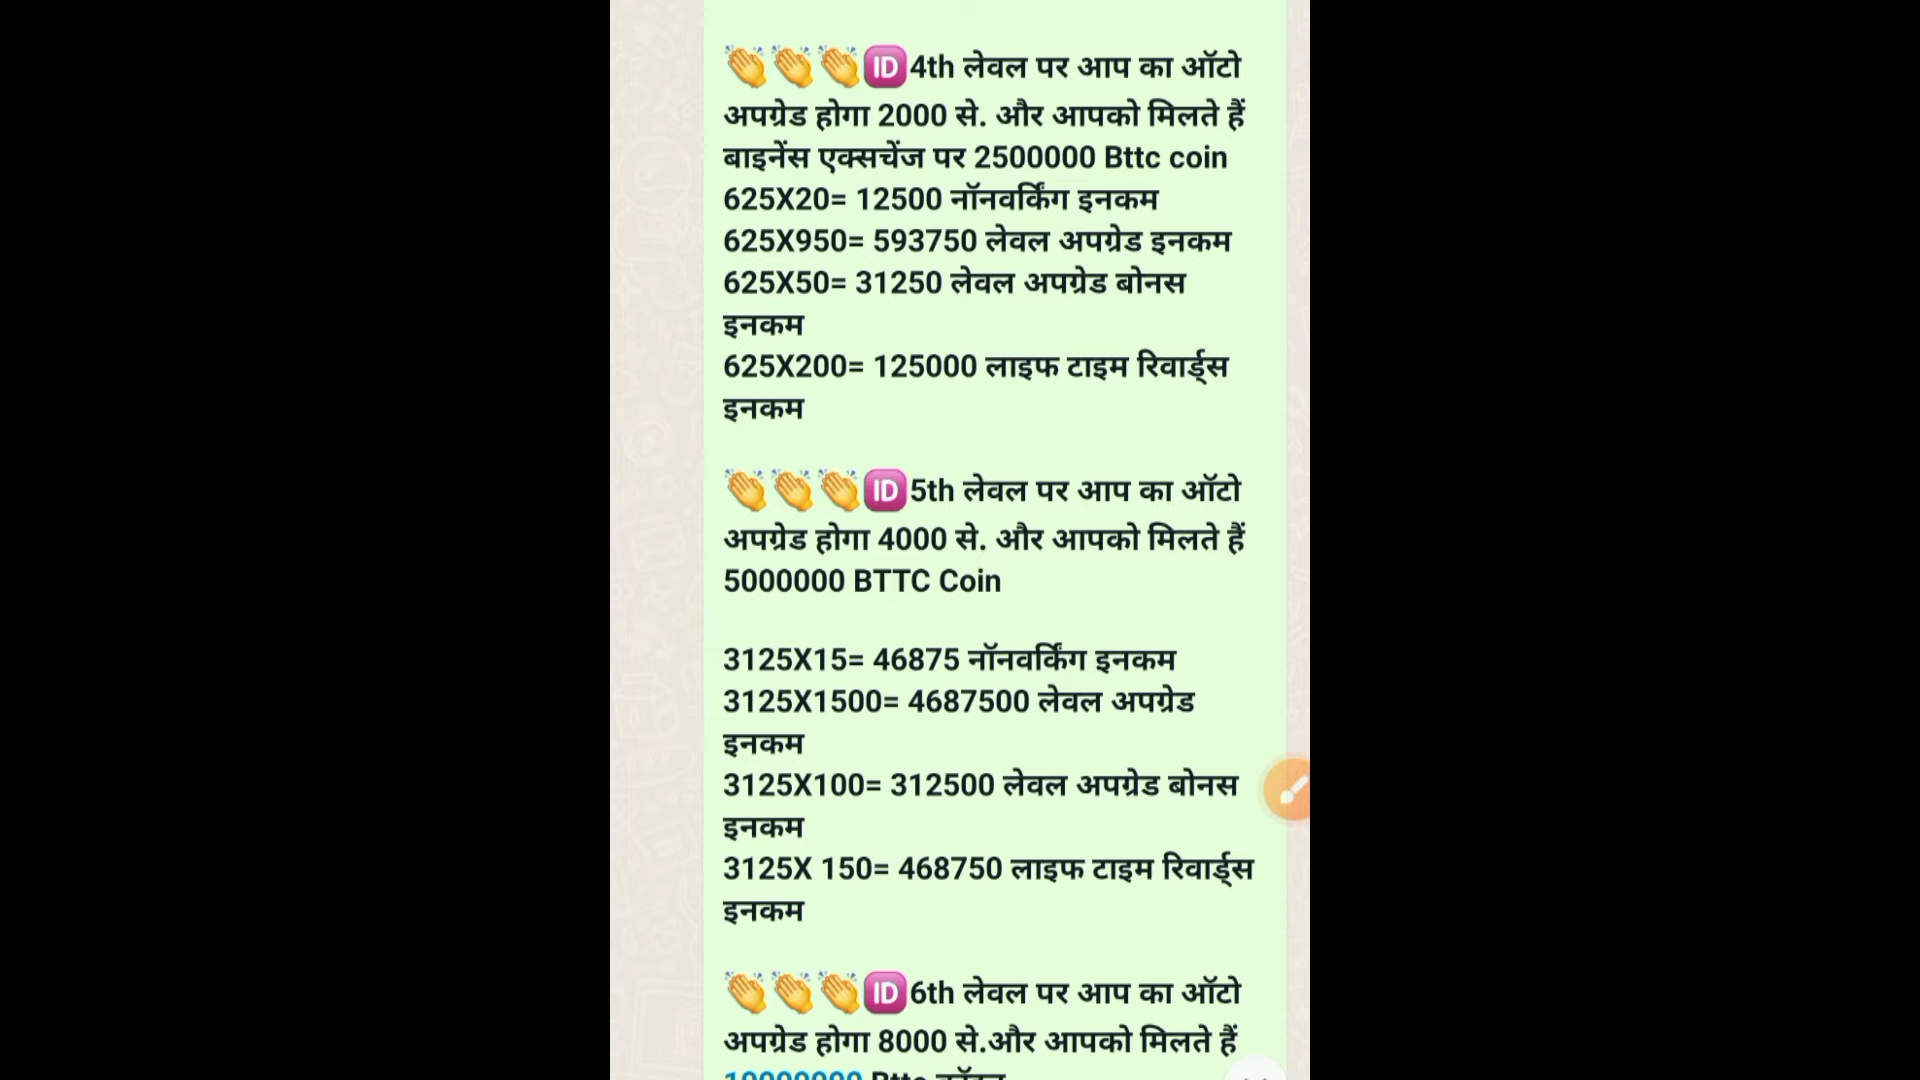 👏👏👏🆔4th लेवल पर आप का ऑटो
अपग्रेड होगा 2000 से. और आपको मिलते हैं
बाइनेंस एक्सचेंज पर 2500000 Bttc coin
625X20= 12500 नॉनवर्किंग इनकम
625X950= 593750 लेवल अपग्रेड इनकम
625X50= 31250 लेवल अपग्रेड बोनस
इनकम
625X200= 125000 लाइफ टाइम रिवार्ड्स
इनकम
👏👏👏🆔5th लेवल पर आप का ऑटो
अपग्रेड होगा 4000 से. और आपको मिलते हैं
5000000 BTTC Coin
3125X15= 46875 नॉनवर्किंग इनकम
3125X1500= 4687500 लेवल अपग्रेड
इनकम
3125X100= 312500 लेवल अपग्रेड बोनस
इनकम
3125X 150= 468750 लाइफ टाइम रिवार्ड्स
इनकम
👏👏👏🆔6th लेवल पर आप का ऑटो
अपग्रेड होगा 8000 से.और आपको मिलते हैं